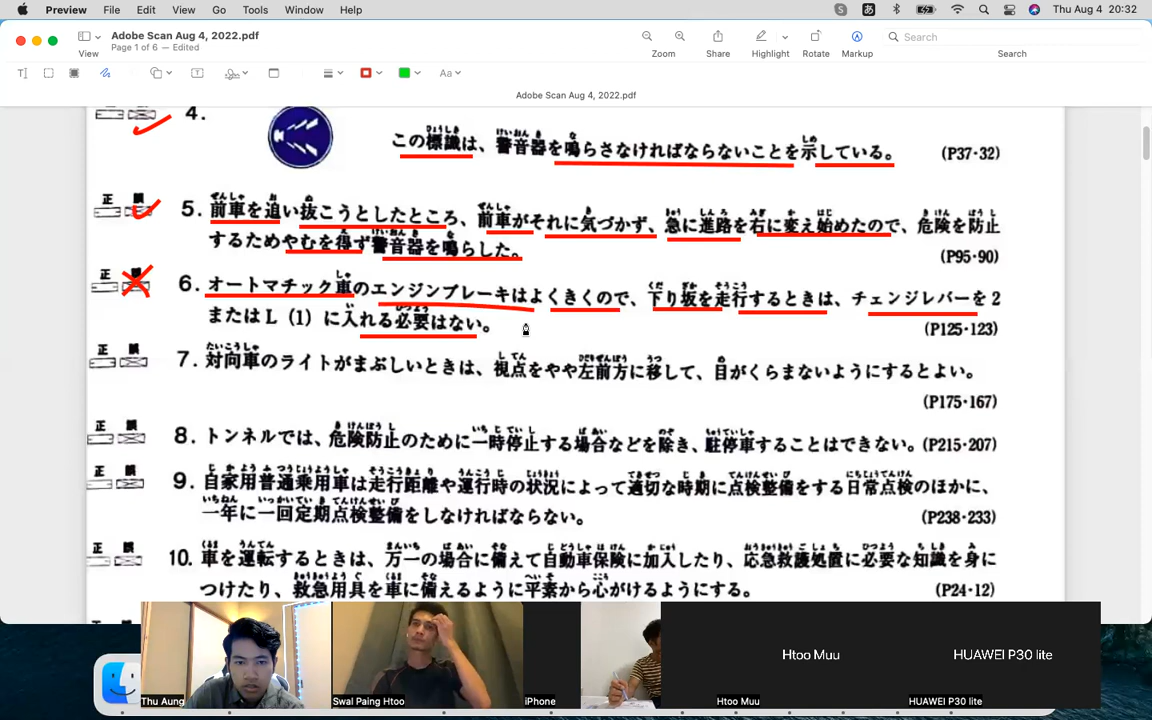 Preview File Edit View Go Tools Window Help Thu Aug 4 20:32
Adobe Scan Aug 4, 2022.pdf
Page 1 of 6 — Edited
View Zoom Share Highlight Rotate Markup Search
Search
Aa
Adobe Scan Aug 4, 2022.pdf
4.
この標識は、警音器を鳴らさなければならないことを示している。 (P37·32)
正 誤 5. 前車を追い抜こうとしたところ、前車がそれに気づかず、急に進路を右に変え始めたので、危険を防止
するためやむを得ず警音器を鳴らした。 (P95·90)
正 誤 6. オートマチック車のエンジンブレーキはよくきくので、下り坂を走行するときは、チェンジレバーを2
またはL(1)に入れる必要はない。 (P125·123)
正 誤 7. 対向車のライトがまぶしいときは、視点をやや左前方に移して、目がくらまないようにするとよい。
(P175·167)
正 誤 8. トンネルでは、危険防止のために一時停止する場合などを除き、駐停車することはできない。(P215·207)
正 誤 9. 自家用普通乗用車は走行距離や運行時の状況によって適切な時期に点検整備をする日常点検のほかに、
一年に一回定期点検整備をしなければならない。 (P238·233)
正 誤 10. 車を運転するときは、万一の場合に備えて自動車保険に加入したり、応急救護処置に必要な知識を身に
つけたり、救急用具を車に備えるように平素から心がけるようにする。 (P24·12)
Htoo Muu HUAWEI P30 lite
Thu Aung Swal Paing Htoo iPhone Htoo Muu HUAWEI P30 lite